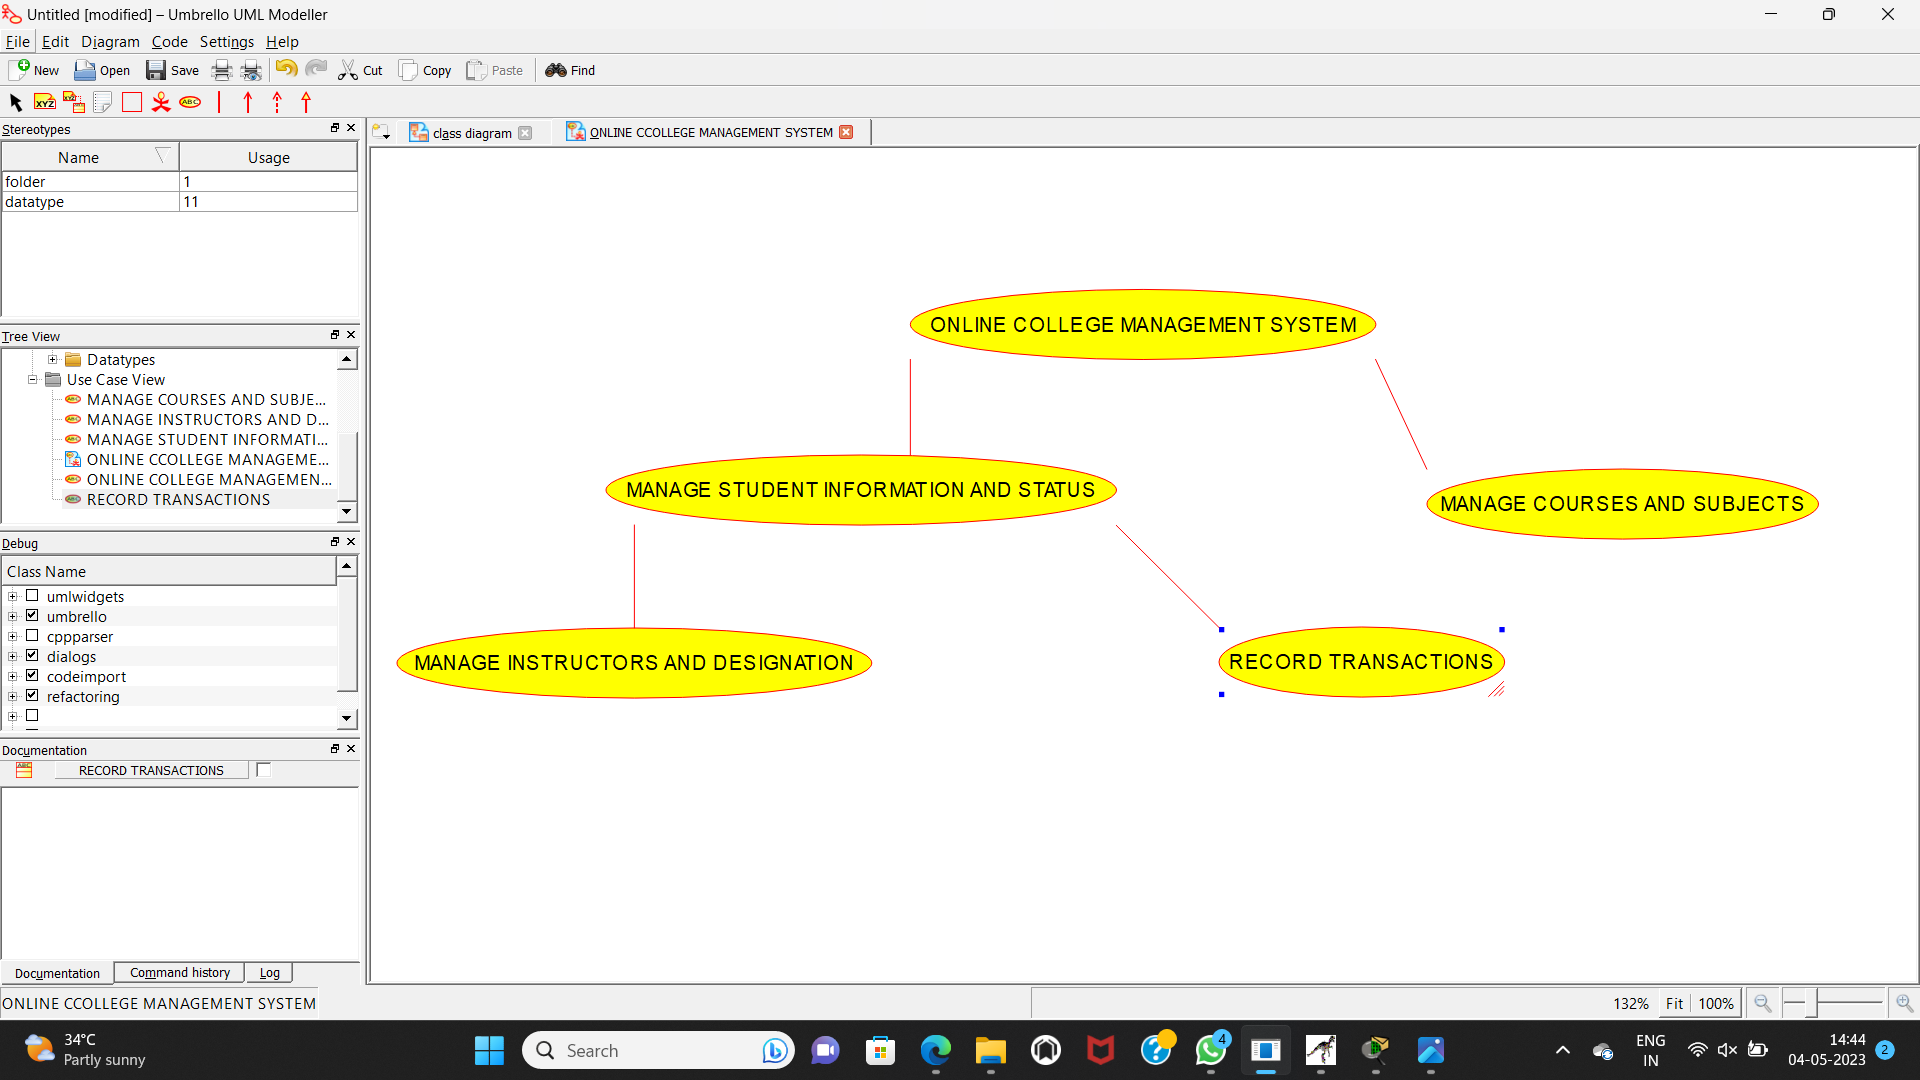 Untitled [modified] – Umbrello UML Modeller
File Edit Diagram Code Settings Help
New Open Save Cut Copy Paste Find
XYZ XYZ ABC
Stereotypes
Name Usage
folder 1
datatype 11
Tree View
Datatypes
Use Case View
MANAGE COURSES AND SUBJE...
MANAGE INSTRUCTORS AND D...
MANAGE STUDENT INFORMATI...
ONLINE CCOLLEGE MANAGEME...
ONLINE COLLEGE MANAGEMEN...
RECORD TRANSACTIONS
Debug
Class Name
umlwidgets
umbrello
cppparser
dialogs
codeimport
refactoring
Documentation
RECORD TRANSACTIONS
Documentation Command history Log
class diagram ONLINE CCOLLEGE MANAGEMENT SYSTEM
ONLINE COLLEGE MANAGEMENT SYSTEM
MANAGE STUDENT INFORMATION AND STATUS
MANAGE COURSES AND SUBJECTS
MANAGE INSTRUCTORS AND DESIGNATION
RECORD TRANSACTIONS
ONLINE CCOLLEGE MANAGEMENT SYSTEM
132% Fit 100%
34°C
Partly sunny
Search
4
ENG
IN
14:44
04-05-2023
2